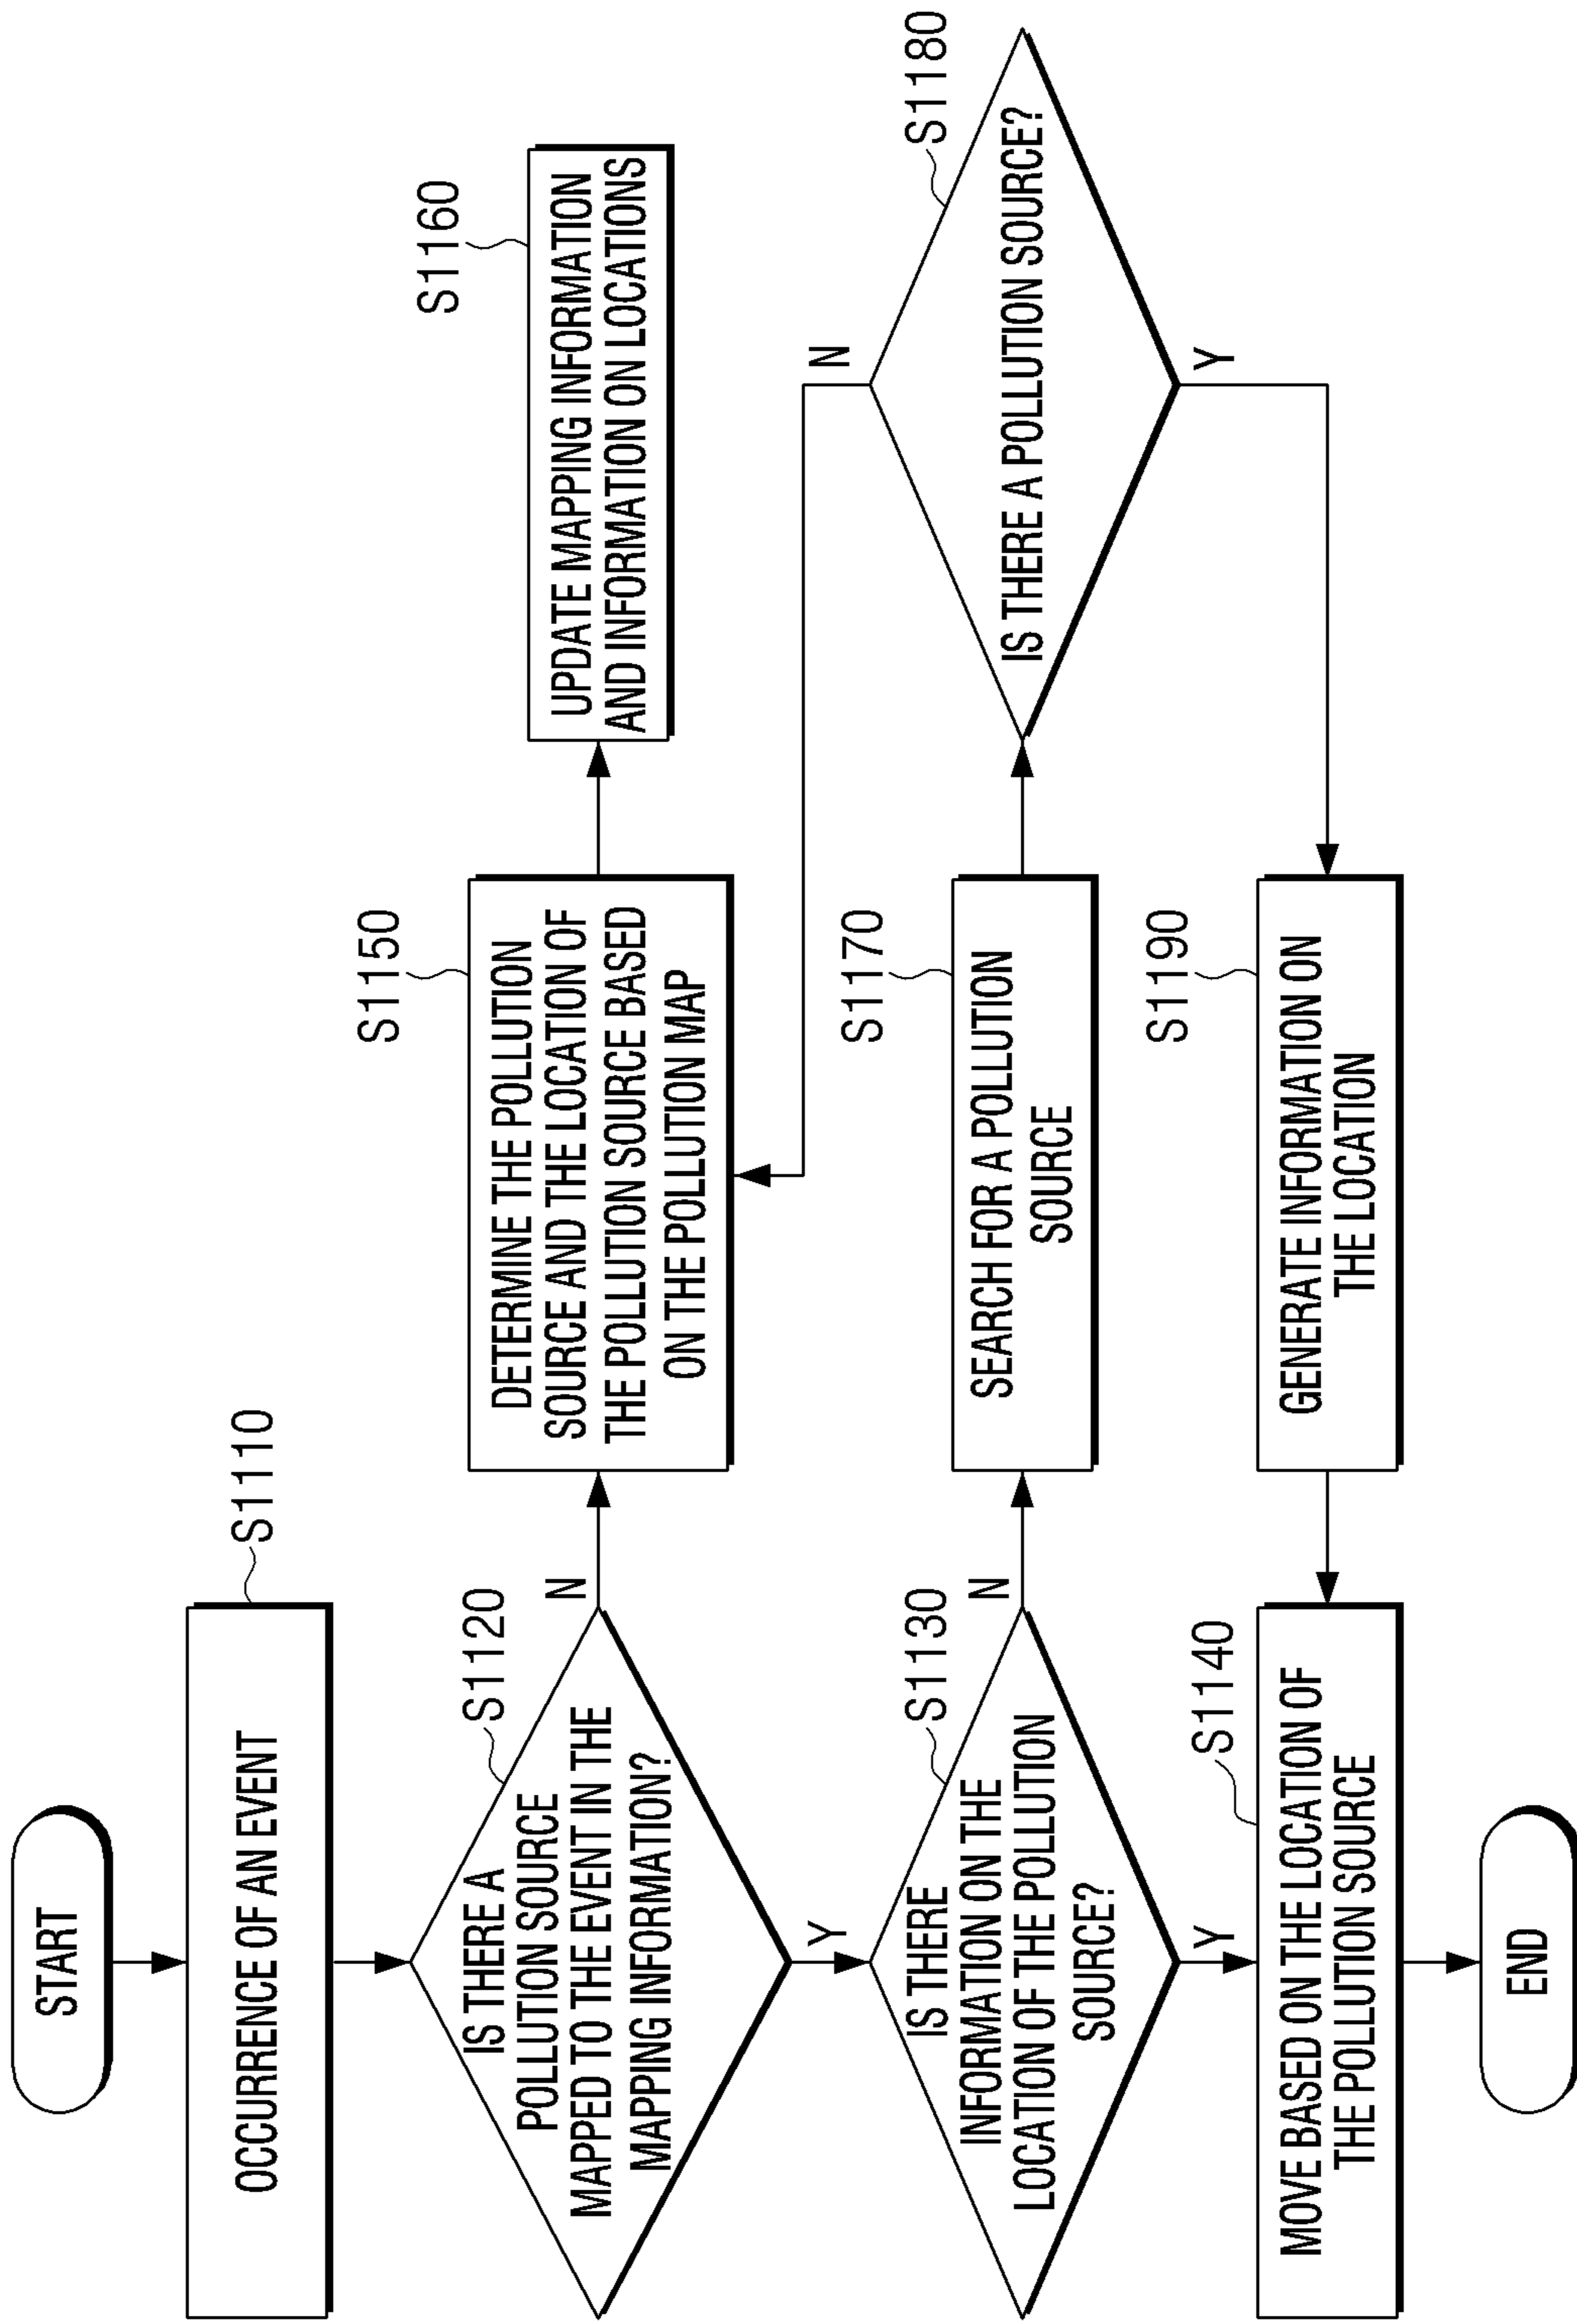 START
OCCURRENCE OF AN EVENT
S1110
IS THERE A
POLLUTION SOURCE
MAPPED TO THE EVENT IN THE
MAPPING INFORMATION?
S1120
N
Y
DETERMINE THE POLLUTION
SOURCE AND THE LOCATION OF
THE POLLUTION SOURCE BASED
ON THE POLLUTION MAP
S1150
UPDATE MAPPING INFORMATION
AND INFORMATION ON LOCATIONS
S1160
IS THERE
INFORMATION ON THE
LOCATION OF THE POLLUTION
SOURCE?
S1130
N
Y
SEARCH FOR A POLLUTION
SOURCE
S1170
IS THERE A POLLUTION SOURCE?
S1180
N
Y
MOVE BASED ON THE LOCATION OF
THE POLLUTION SOURCE
S1140
GENERATE INFORMATION ON
THE LOCATION
S1190
END